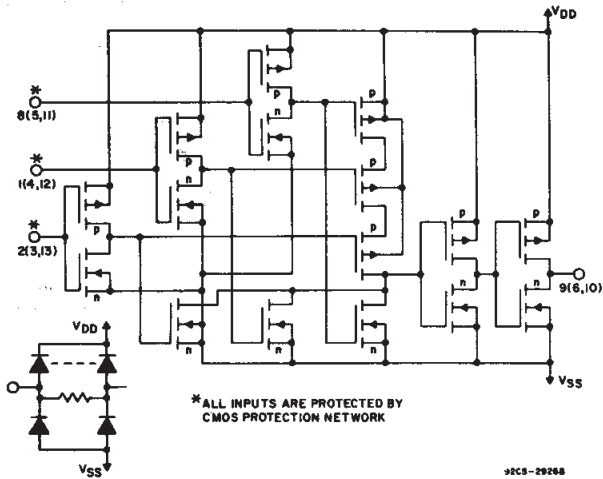 VDD
*
8(5,11)
p
n
p
*
1(4,12)
p
n
p
*
2(3,13)
p
n
p
p
p
n
n
9(6,10)
n
n
n
VDD
VSS
VSS
*ALL INPUTS ARE PROTECTED BY
CMOS PROTECTION NETWORK
92CS-29268